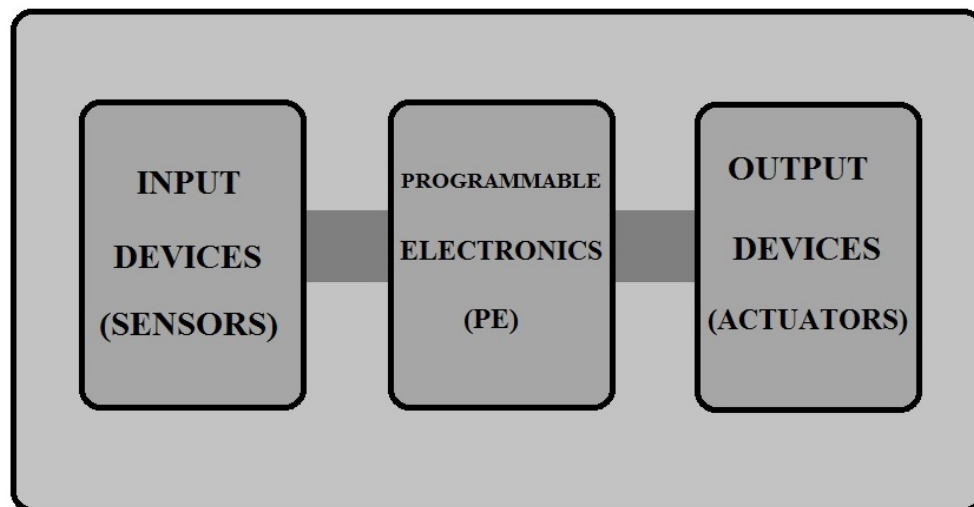 INPUT
DEVICES
(SENSORS)
PROGRAMMABLE
ELECTRONICS
(PE)
OUTPUT
DEVICES
(ACTUATORS)